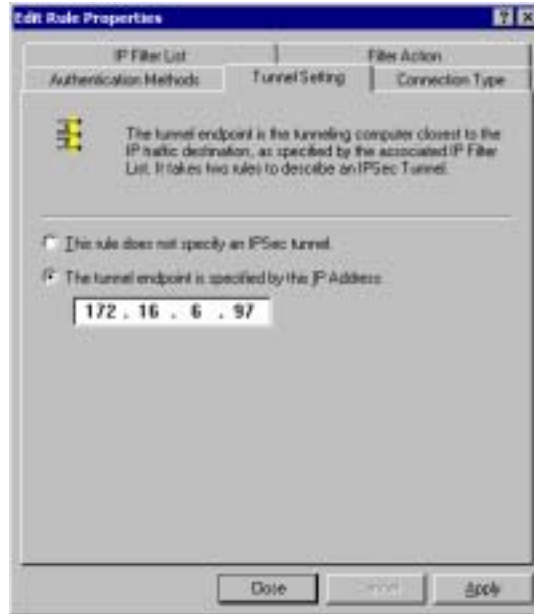 Edit Rule Properties
IP Filter List
Filter Action
Authentication Methods
Tunnel Setting
Connection Type
The tunnel endpoint is the tunneling computer closest to the
IP traffic destination, as specified by the associated IP Filter
List. It takes two rules to describe an IPSec Tunnel.
This rule does not specify an IPSec tunnel.
The tunnel endpoint is specified by this IP Address:
172 . 16 . 6 . 97
Close
Cancel
Apply